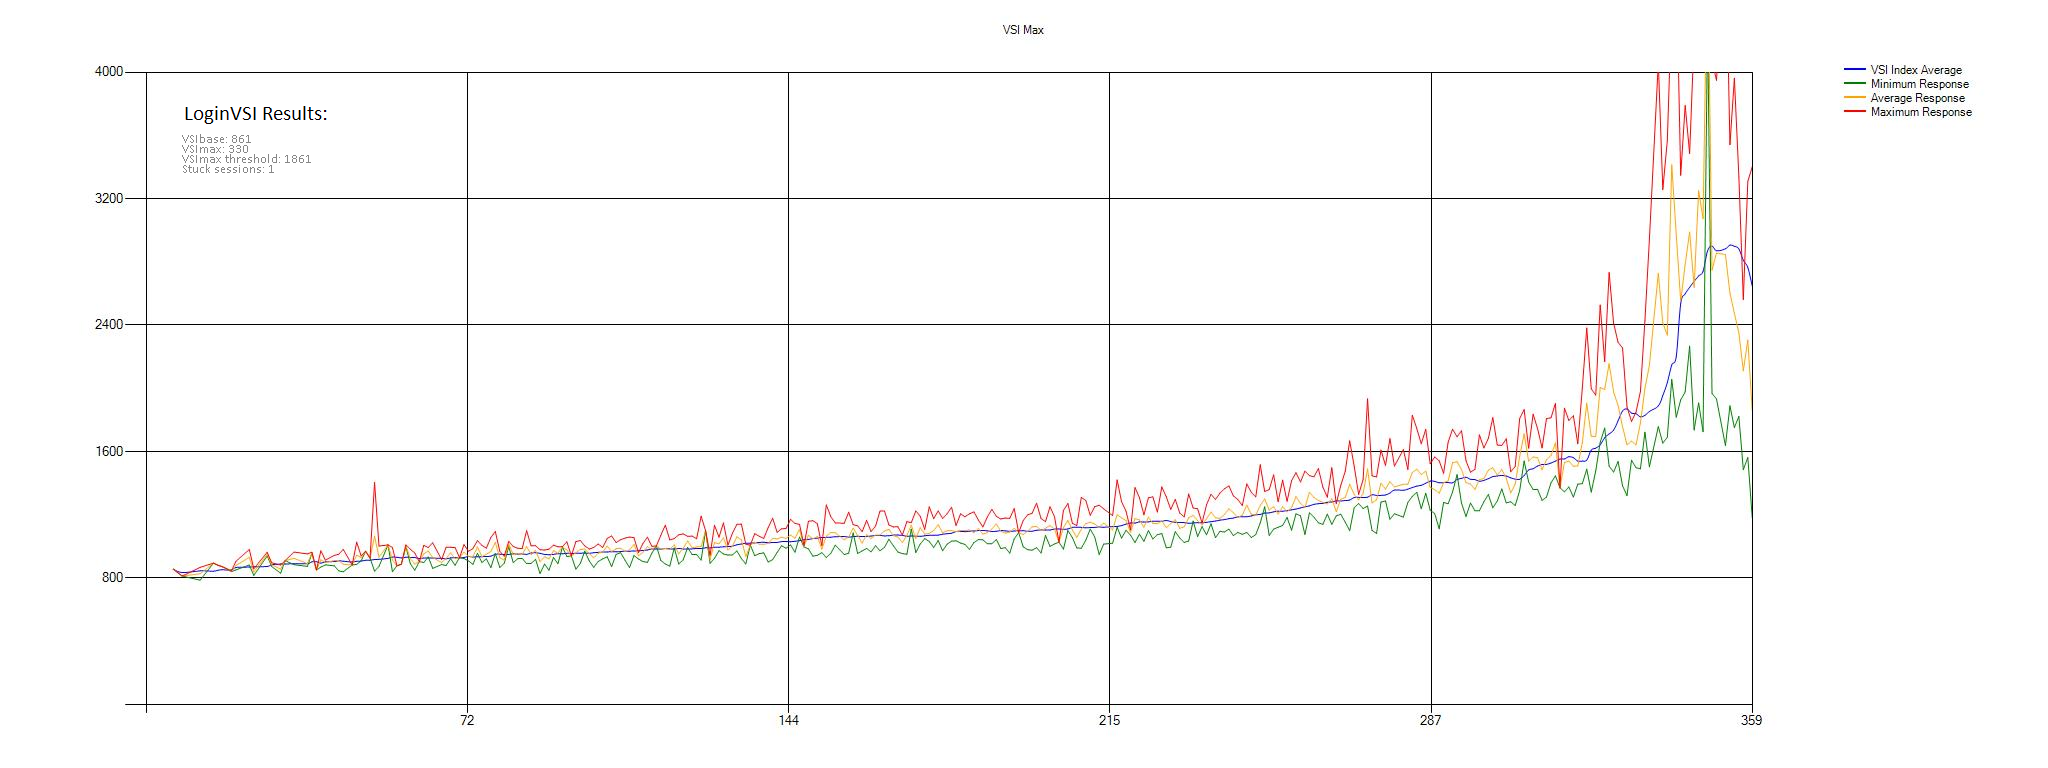 VSI Max
4000
3200
2400
1600
800
LoginVSI Results:
VSIbase: 861
VSImax: 330
VSImax threshold: 1861
Stuck sessions: 1
VSI Index Average
Minimum Response
Average Response
Maximum Response
72
144
215
287
359